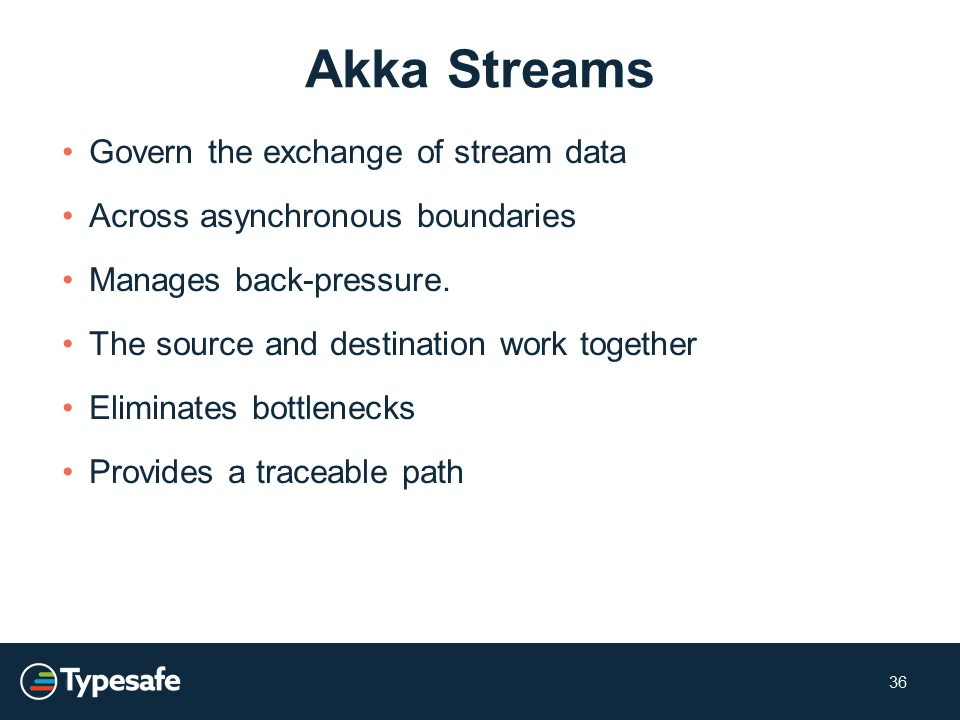 Akka Streams
• Govern the exchange of stream data
• Across asynchronous boundaries
• Manages back-pressure.
• The source and destination work together
• Eliminates bottlenecks
• Provides a traceable path
Typesafe
36